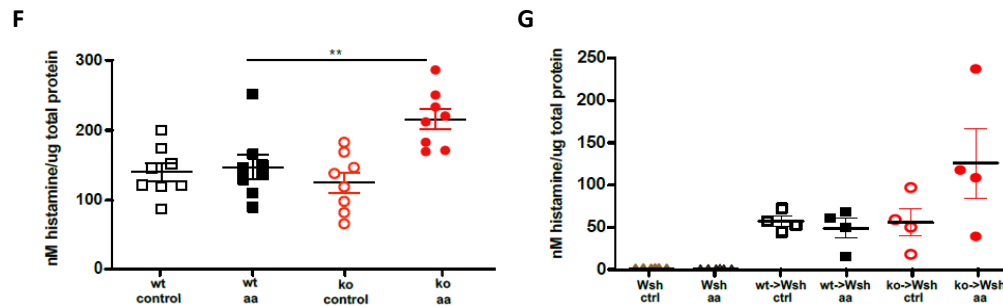 F
nM histamine/ug total protein
300
200
100
0
**
wt
control
wt
aa
ko
control
ko
aa
G
nM histamine/ug total protein
250
200
150
100
50
0
Wsh
ctrl
Wsh
aa
wt->Wsh
ctrl
wt->Wsh
aa
ko->Wsh
ctrl
ko->Wsh
aa